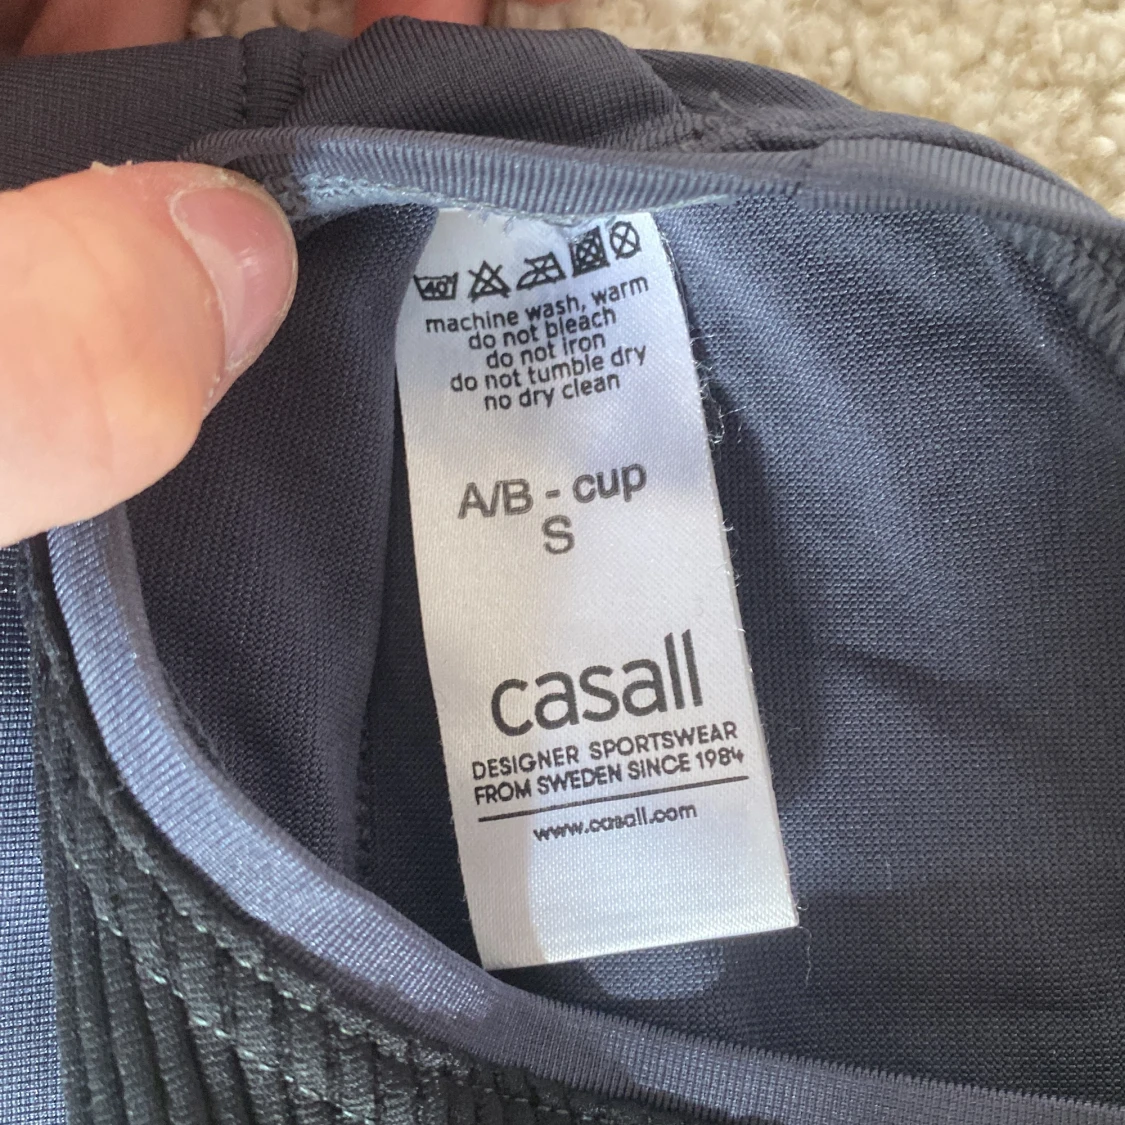 40°
machine wash, warm
do not bleach
do not iron
do not tumble dry
no dry clean
A/B - cup
S
casall
DESIGNER SPORTSWEAR
FROM SWEDEN SINCE 1984
www.casall.com